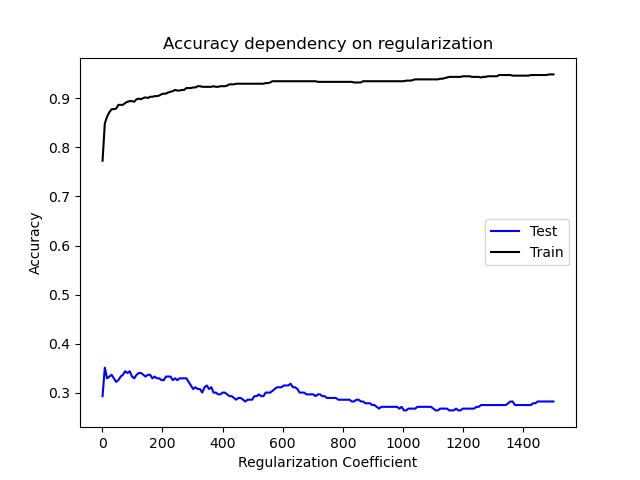 Accuracy dependency on regularization
Accuracy
0.9
0.8
0.7
0.6
0.5
0.4
0.3
Test
Train
0 200 400 600 800 1000 1200 1400
Regularization Coefficient